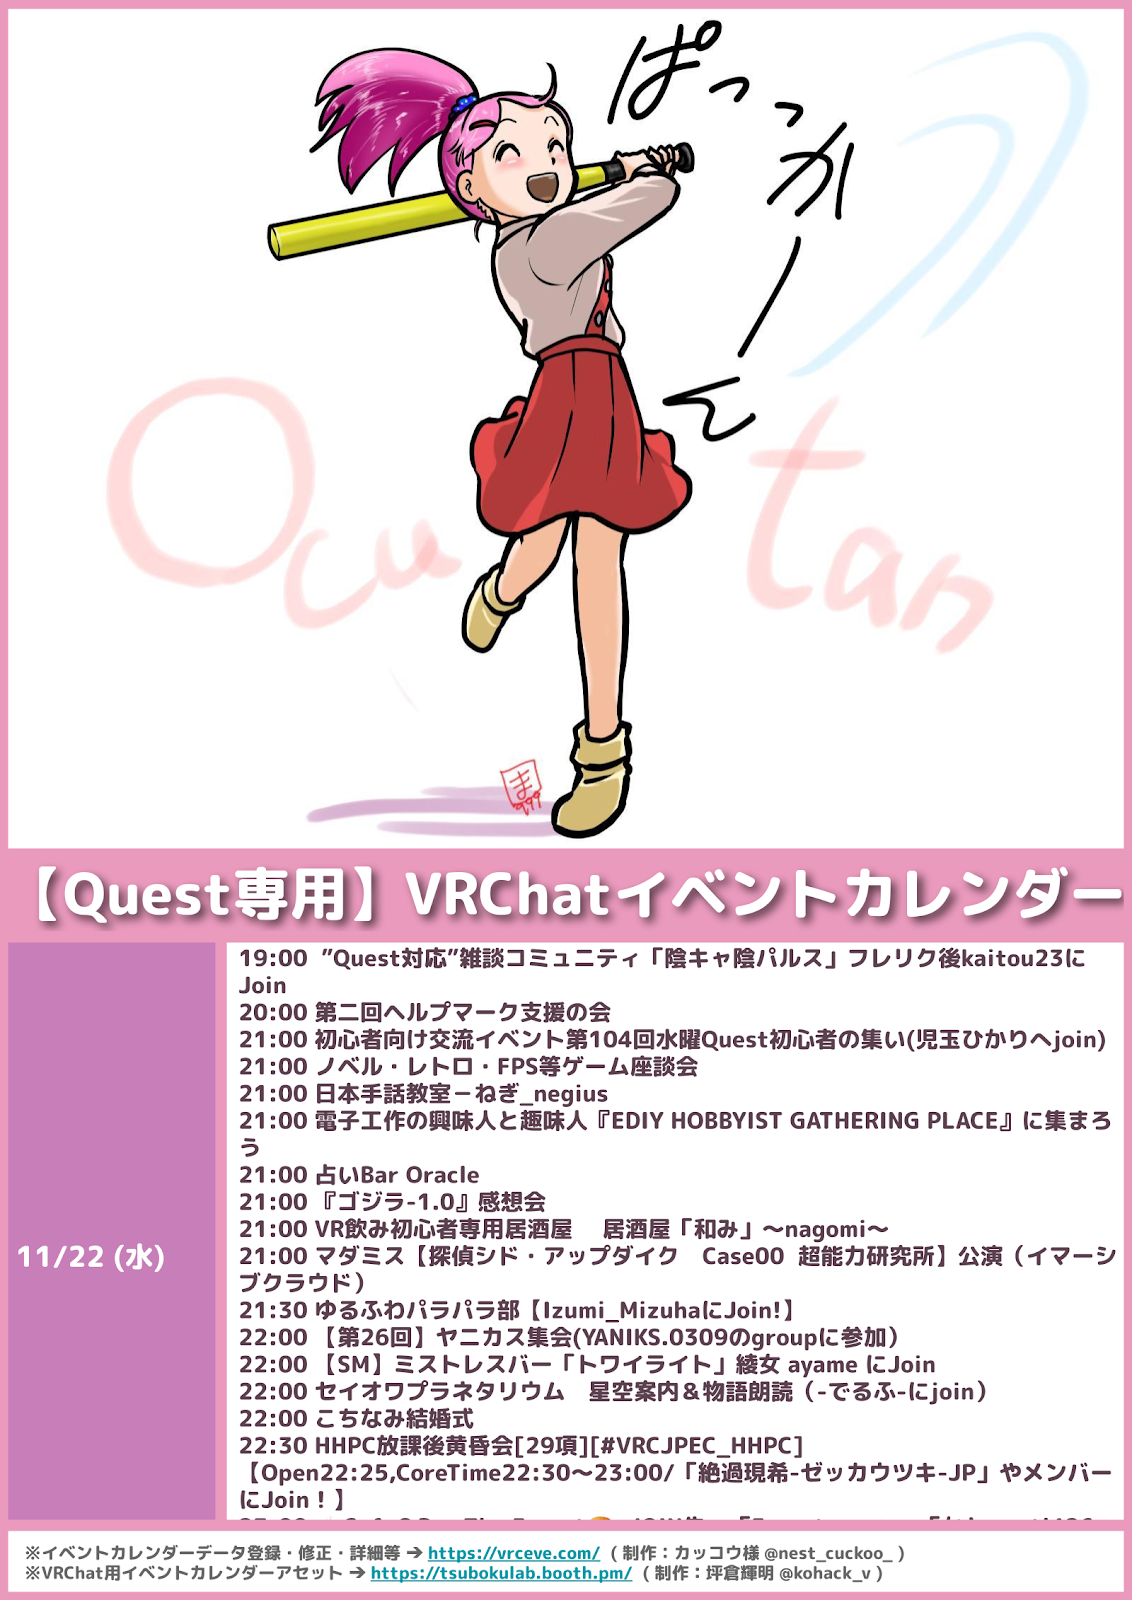 ぱっっかーん
Ocu tan
ま
999
【Quest専用】VRChatイベントカレンダー
11/22 (水)
19:00 ”Quest対応”雑談コミュニティ「陰キャ陰パルス」フレリク後kaitou23に
Join
20:00 第二回ヘルプマーク支援の会
21:00 初心者向け交流イベント第104回水曜Quest初心者の集い(児玉ひかりへjoin)
21:00 ノベル・レトロ・FPS等ゲーム座談会
21:00 日本手話教室－ねぎ_negius
21:00 電子工作の興味人と趣味人『EDIY HOBBYIST GATHERING PLACE』に集まろ
う
21:00 占いBar Oracle
21:00 『ゴジラ-1.0』感想会
21:00 VR飲み初心者専用居酒屋　居酒屋「和み」～nagomi～
21:00 マダミス【探偵シド・アップダイク　Case00 超能力研究所】公演（イマーシ
ブクラウド）
21:30 ゆるふわパラパラ部【Izumi_MizuhaにJoin!】
22:00 【第26回】ヤニカス集会(YANIKS.0309のgroupに参加）
22:00 【SM】ミストレスバー「トワイライト」綾女 ayame にJoin
22:00 セイオワプラネタリウム　星空案内＆物語朗読（-でるふ-にjoin）
22:00 こちなみ結婚式
22:30 HHPC放課後黄昏会[29項][#VRCJPEC_HHPC]
【Open22:25,CoreTime22:30～23:00/「絶過現希-ゼッカウツキ-JP」やメンバー
にJoin！】
※イベントカレンダーデータ登録・修正・詳細等 ➔ https://vrceve.com/ （制作：カッコウ様 @nest_cuckoo_ ）
※VRChat用イベントカレンダーアセット ➔ https://tsubokulab.booth.pm/ （制作：坪倉輝明 @kohack_v ）